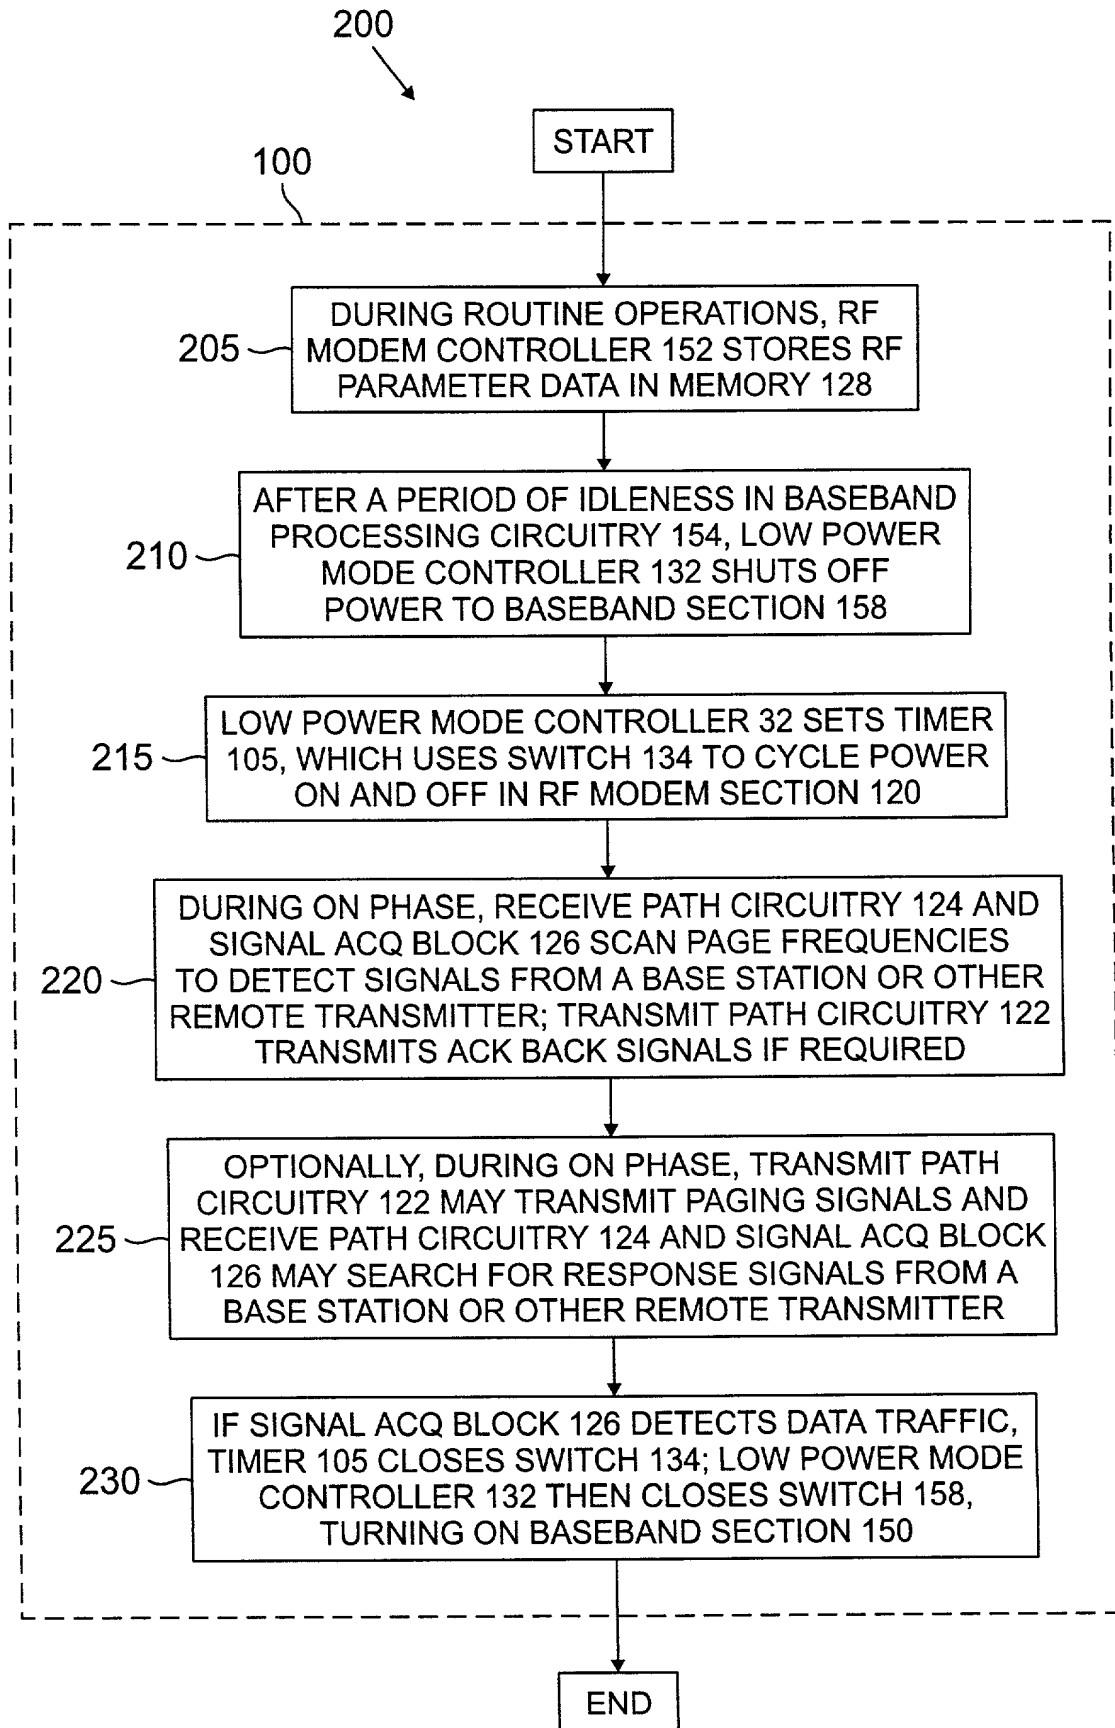 200
START
100
DURING ROUTINE OPERATIONS, RF
MODEM CONTROLLER 152 STORES RF
PARAMETER DATA IN MEMORY 128
205
AFTER A PERIOD OF IDLENESS IN BASEBAND
PROCESSING CIRCUITRY 154, LOW POWER
MODE CONTROLLER 132 SHUTS OFF
POWER TO BASEBAND SECTION 158
210
LOW POWER MODE CONTROLLER 32 SETS TIMER
105, WHICH USES SWITCH 134 TO CYCLE POWER
ON AND OFF IN RF MODEM SECTION 120
215
DURING ON PHASE, RECEIVE PATH CIRCUITRY 124 AND
SIGNAL ACQ BLOCK 126 SCAN PAGE FREQUENCIES
TO DETECT SIGNALS FROM A BASE STATION OR OTHER
REMOTE TRANSMITTER; TRANSMIT PATH CIRCUITRY 122
TRANSMITS ACK BACK SIGNALS IF REQUIRED
220
OPTIONALLY, DURING ON PHASE, TRANSMIT PATH
CIRCUITRY 122 MAY TRANSMIT PAGING SIGNALS AND
RECEIVE PATH CIRCUITRY 124 AND SIGNAL ACQ BLOCK
126 MAY SEARCH FOR RESPONSE SIGNALS FROM A
BASE STATION OR OTHER REMOTE TRANSMITTER
225
IF SIGNAL ACQ BLOCK 126 DETECTS DATA TRAFFIC,
TIMER 105 CLOSES SWITCH 134; LOW POWER MODE
CONTROLLER 132 THEN CLOSES SWITCH 158,
TURNING ON BASEBAND SECTION 150
230
END